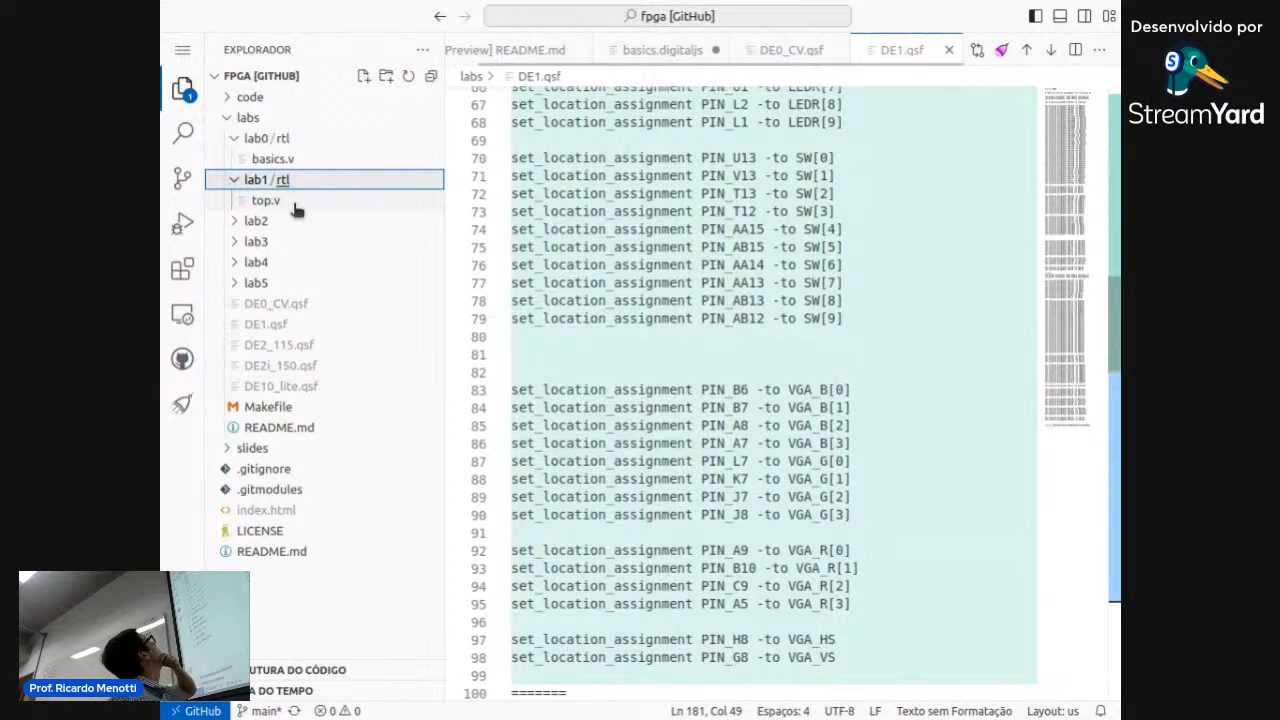 fpga [GitHub]
Desenvolvido por
StreamYard
EXPLORADOR
Preview] README.md
basics.digitaljs
DE0_CV.qsf
DE1.qsf
FPGA [GITHUB]
labs
DE1.qsf
code
labs
lab0 / rtl
basics.v
lab1 / rtl
top.v
lab2
lab3
lab4
lab5
DE0_CV.qsf
DE1.qsf
DE2_115.qsf
DE2i_150.qsf
DE10_lite.qsf
Makefile
README.md
slides
.gitignore
.gitmodules
index.html
LICENSE
README.md
UTURA DO CÓDIGO
A DO TEMPO
67 set_location_assignment PIN_L2 -to LEDR[8]
68 set_location_assignment PIN_L1 -to LEDR[9]
69
70 set_location_assignment PIN_U13 -to SW[0]
71 set_location_assignment PIN_V13 -to SW[1]
72 set_location_assignment PIN_T13 -to SW[2]
73 set_location_assignment PIN_T12 -to SW[3]
74 set_location_assignment PIN_AA15 -to SW[4]
75 set_location_assignment PIN_AB15 -to SW[5]
76 set_location_assignment PIN_AA14 -to SW[6]
77 set_location_assignment PIN_AA13 -to SW[7]
78 set_location_assignment PIN_AB13 -to SW[8]
79 set_location_assignment PIN_AB12 -to SW[9]
80
81
82
83 set_location_assignment PIN_B6 -to VGA_B[0]
84 set_location_assignment PIN_B7 -to VGA_B[1]
85 set_location_assignment PIN_A8 -to VGA_B[2]
86 set_location_assignment PIN_A7 -to VGA_B[3]
87 set_location_assignment PIN_L7 -to VGA_G[0]
88 set_location_assignment PIN_K7 -to VGA_G[1]
89 set_location_assignment PIN_J7 -to VGA_G[2]
90 set_location_assignment PIN_J8 -to VGA_G[3]
91
92 set_location_assignment PIN_A9 -to VGA_R[0]
93 set_location_assignment PIN_B10 -to VGA_R[1]
94 set_location_assignment PIN_C9 -to VGA_R[2]
95 set_location_assignment PIN_A5 -to VGA_R[3]
96
97 set_location_assignment PIN_H8 -to VGA_HS
98 set_location_assignment PIN_G8 -to VGA_VS
99
100 =======
Prof. Ricardo Menotti
GitHub
main*
0 0
Ln 181, Col 49
Espaços: 4
UTF-8
LF
Texto sem Formatação
Layout: us